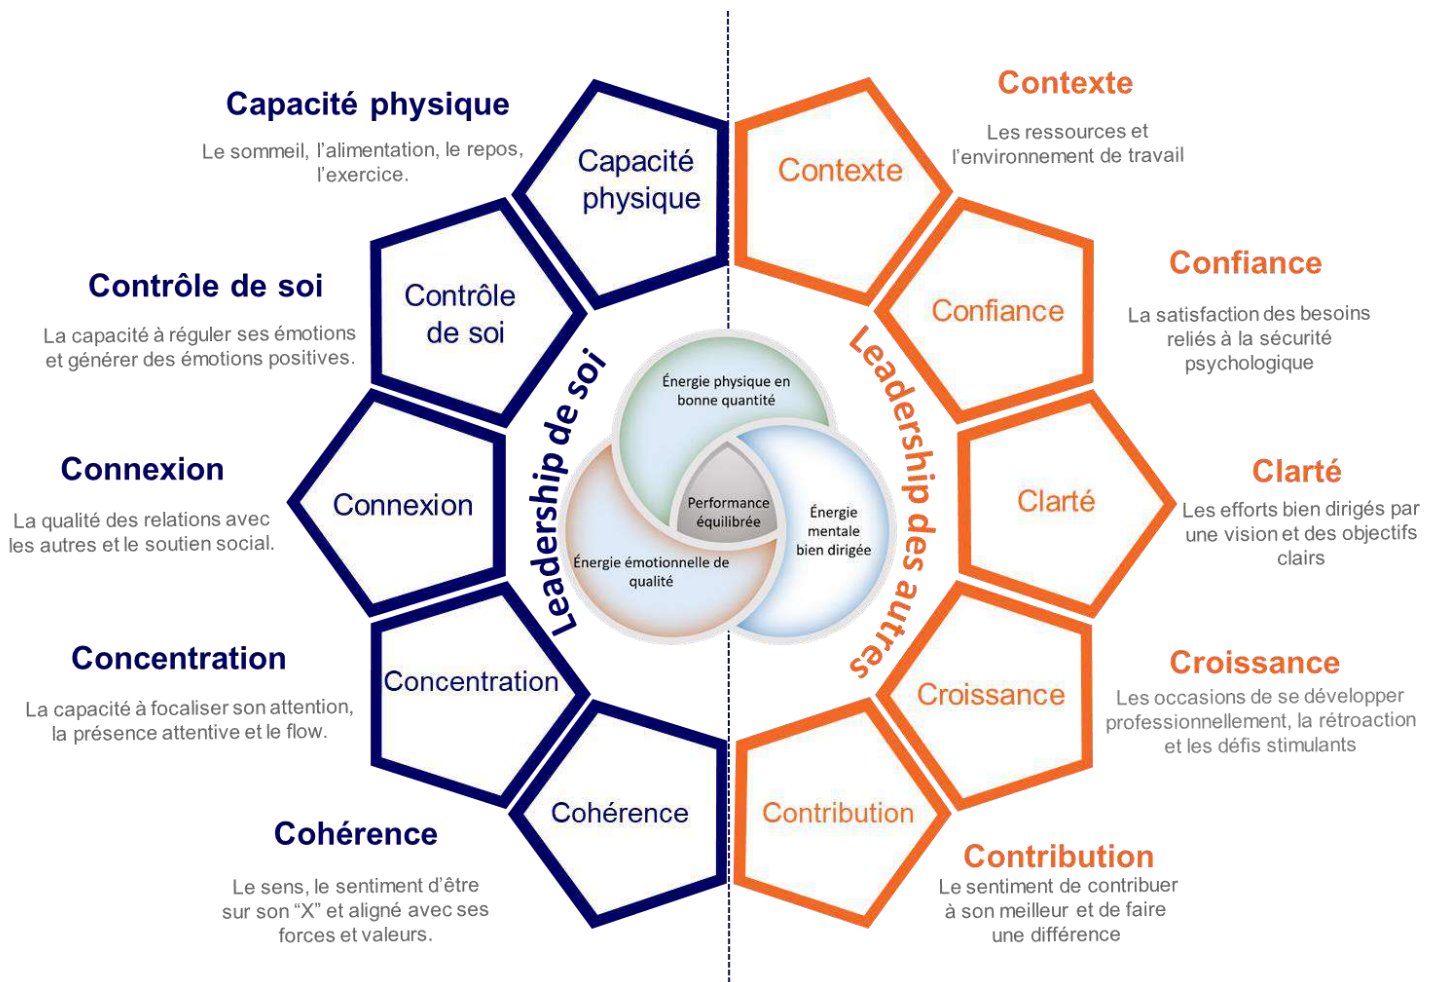 Capacité physique
Le sommeil, l’alimentation, le repos,
l’exercice.
Contrôle de soi
La capacité à réguler ses émotions
et générer des émotions positives.
Connexion
La qualité des relations avec
les autres et le soutien social.
Concentration
La capacité à focaliser son attention,
la présence attentive et le flow.
Cohérence
Le sens, le sentiment d’être
sur son “X” et aligné avec ses
forces et valeurs.
Capacité
physique
Contrôle
de soi
Connexion
Concentration
Cohérence
Leadership de soi
Énergie physique en
bonne quantité
Performance
équilibrée
Énergie
mentale
bien dirigée
Énergie émotionnelle de
qualité
Leadership des autres
Contexte
Confiance
Clarté
Croissance
Contribution
Contexte
Les ressources et
l’environnement de travail
Confiance
La satisfaction des besoins
reliés à la sécurité
psychologique
Clarté
Les efforts bien dirigés par
une vision et des objectifs
clairs
Croissance
Les occasions de se développer
professionnellement, la rétroaction
et les défis stimulants
Contribution
Le sentiment de contribuer
à son meilleur et de faire
une différence